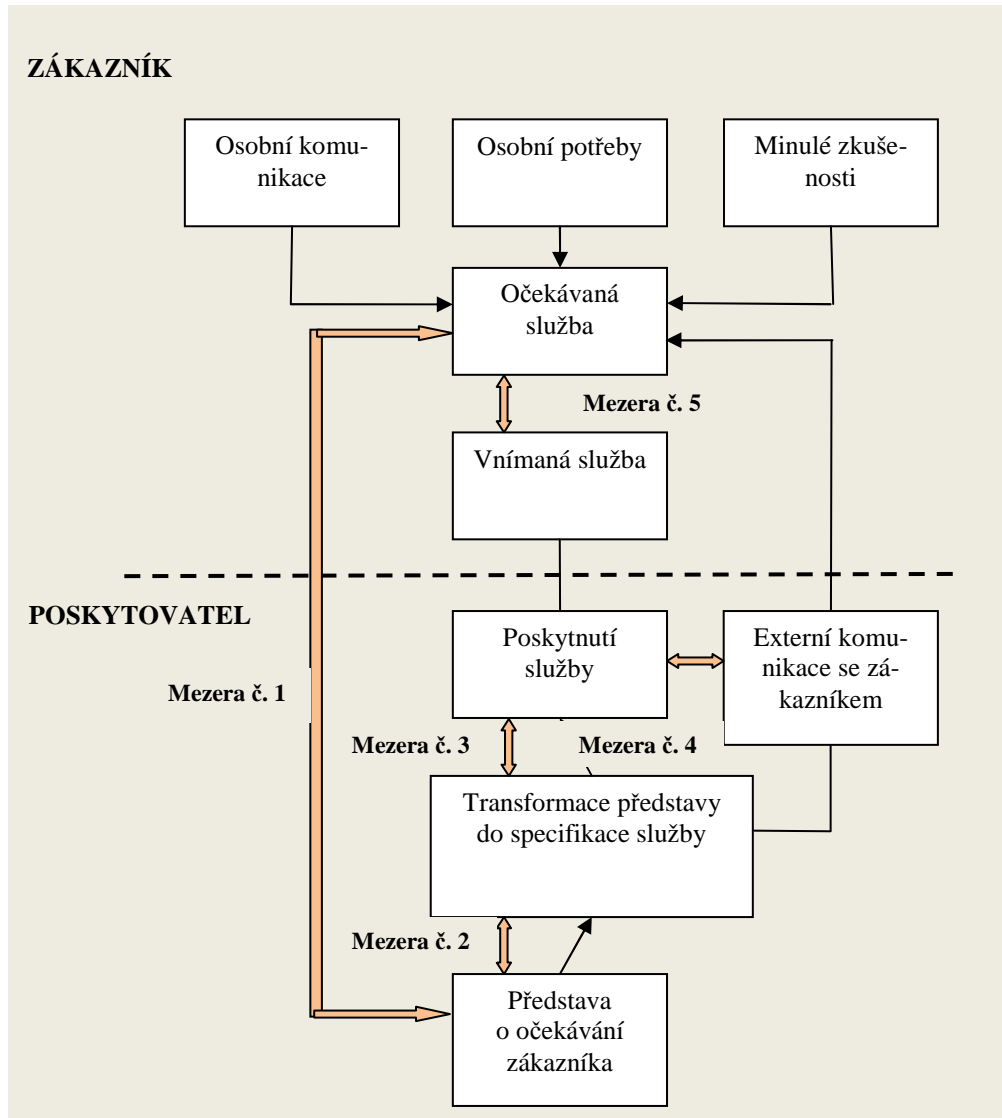 ZÁKAZNÍK
Osobní komu-
nikace
Osobní potřeby
Minulé zkuše-
nosti
Očekávaná
služba
Mezera č. 5
Vnímaná služba
POSKYTOVATEL
Poskytnutí
služby
Externí komu-
nikace se zá-
kazníkem
Mezera č. 1
Mezera č. 3
Mezera č. 4
Transformace představy
do specifikace služby
Mezera č. 2
Představa
o očekávání
zákazníka